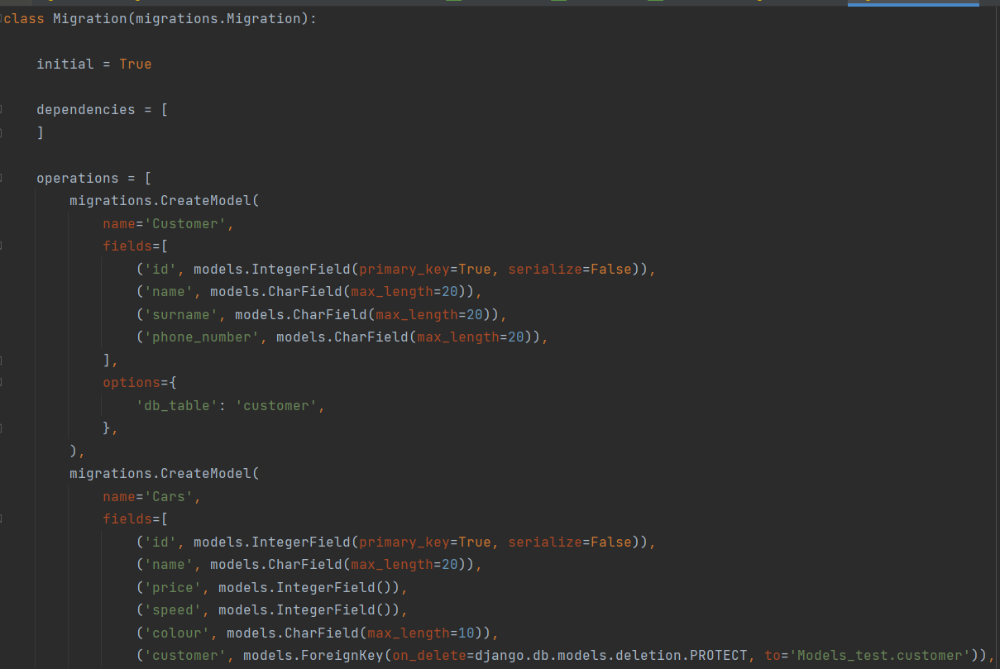 class Migration(migrations.Migration):
initial = True
dependencies = [
]
operations = [
migrations.CreateModel(
name='Customer',
fields=[
('id', models.IntegerField(primary_key=True, serialize=False)),
('name', models.CharField(max_length=20)),
('surname', models.CharField(max_length=20)),
('phone_number', models.CharField(max_length=20)),
],
options={
'db_table': 'customer',
},
),
migrations.CreateModel(
name='Cars',
fields=[
('id', models.IntegerField(primary_key=True, serialize=False)),
('name', models.CharField(max_length=20)),
('price', models.IntegerField()),
('speed', models.IntegerField()),
('colour', models.CharField(max_length=10)),
('customer', models.ForeignKey(on_delete=django.db.models.deletion.PROTECT, to='Models_test.customer')),